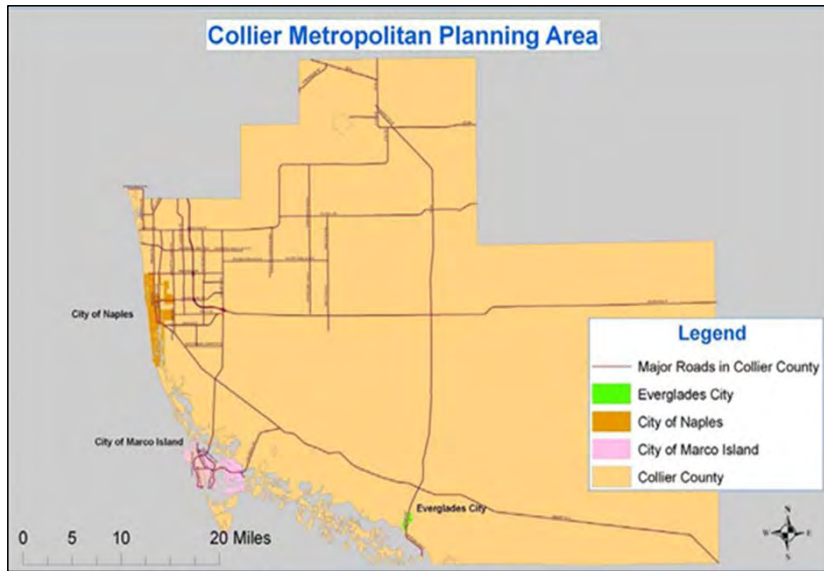 Collier Metropolitan Planning Area
City of Naples
City of Marco Island
Everglades City
Legend
Major Roads in Collier County
Everglades City
City of Naples
City of Marco Island
Collier County
0 5 10 20 Miles
N
W E
S